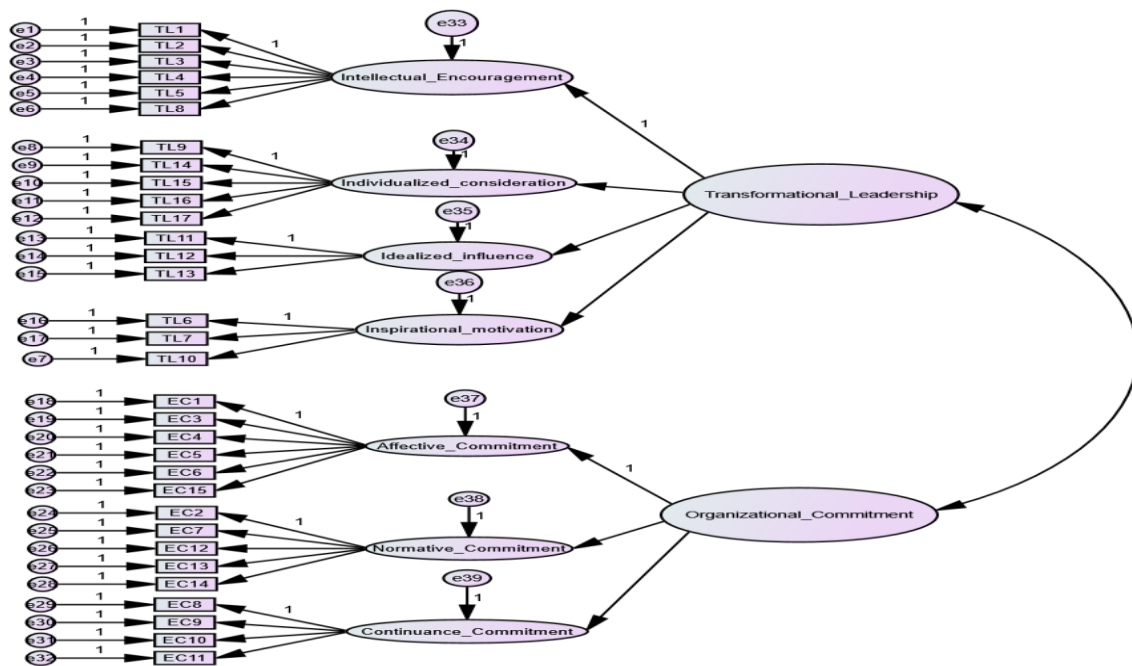 e1 1 TL1
e2 1 TL2
e3 1 TL3
e4 1 TL4
e5 1 TL5
e6 1 TL8
1
e33
1
Intellectual_Encouragement
e8 1 TL9
e9 1 TL14
e10 1 TL15
e11 1 TL16
e12 1 TL17
1
e34
1
Individualized_consideration
1
Transformational_Leadership
e13 1 TL11
e14 1 TL12
e15 1 TL13
1
e35
1
Idealized_influence
e16 1 TL6
e17 1 TL7
e7 1 TL10
1
e36
1
Inspirational_motivation
e18 1 EC1
e19 1 EC3
e20 1 EC4
e21 1 EC5
e22 1 EC6
e23 1 EC15
1
e37
1
Affective_Commitment
1
Organizational_Commitment
e24 1 EC2
e25 1 EC7
e26 1 EC12
e27 1 EC13
e28 1 EC14
1
e38
1
Normative_Commitment
e29 1 EC8
e30 1 EC9
e31 1 EC10
e32 1 EC11
1
e39
1
Continuance_Commitment